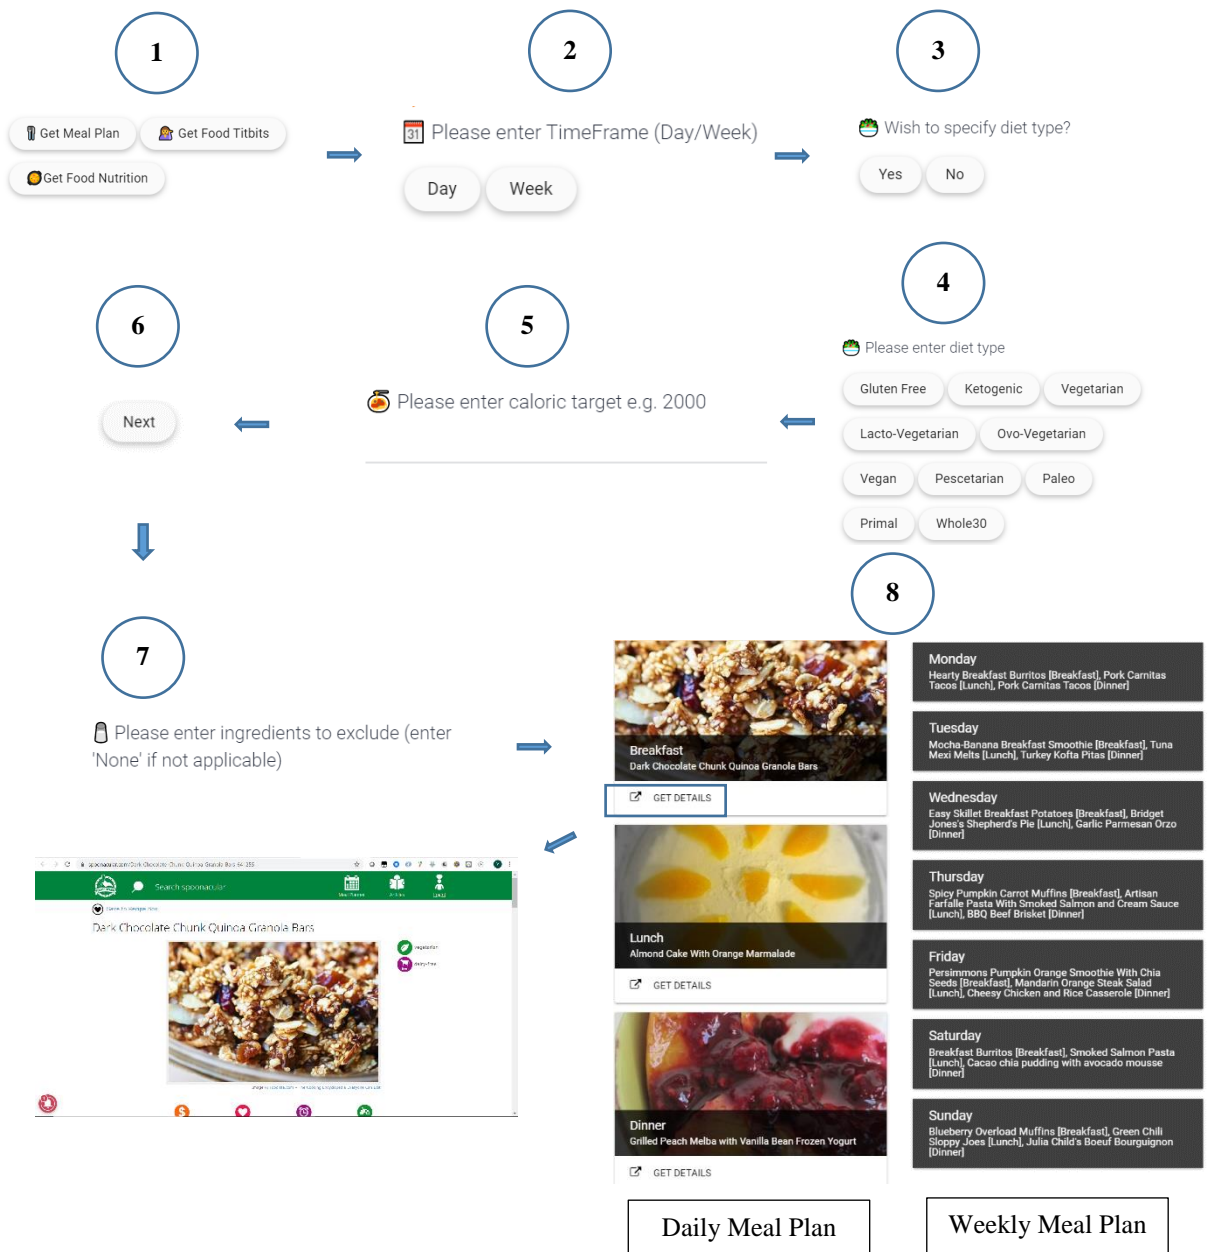 1
Get Meal Plan
Get Food Titbits
Get Food Nutrition
2
31
Please enter TimeFrame (Day/Week)
Day
Week
3
Wish to specify diet type?
Yes
No
4
Please enter diet type
Gluten Free
Ketogenic
Vegetarian
Lacto-Vegetarian
Ovo-Vegetarian
Vegan
Pescetarian
Paleo
Primal
Whole30
5
Please enter caloric target e.g. 2000
6
Next
7
Please enter ingredients to exclude (enter
'None' if not applicable)
8
Breakfast
Dark Chocolate Chunk Quinoa Granola Bars
GET DETAILS
Lunch
Almond Cake With Orange Marmalade
GET DETAILS
Dinner
Grilled Peach Melba with Vanilla Bean Frozen Yogurt
GET DETAILS
Daily Meal Plan
Monday
Hearty Breakfast Burritos [Breakfast], Pork Carnitas
Tacos [Lunch], Pork Carnitas Tacos [Dinner]
Tuesday
Mocha-Banana Breakfast Smoothie [Breakfast], Tuna
Mexi Melts [Lunch], Turkey Kofta Pitas [Dinner]
Wednesday
Easy Skillet Breakfast Potatoes [Breakfast], Bridget
Jones's Shepherd's Pie [Lunch], Garlic Parmesan Orzo
[Dinner]
Thursday
Spicy Pumpkin Carrot Muffins [Breakfast], Artisan
Farfalle Pasta With Smoked Salmon and Cream Sauce
[Lunch], BBQ Beef Brisket [Dinner]
Friday
Persimmons Pumpkin Orange Smoothie With Chia
Seeds [Breakfast], Mandarin Orange Steak Salad
[Lunch], Cheesy Chicken and Rice Casserole [Dinner]
Saturday
Breakfast Burritos [Breakfast], Smoked Salmon Pasta
[Lunch], Cacao chia pudding with avocado mousse
[Dinner]
Sunday
Blueberry Overload Muffins [Breakfast], Green Chili
Sloppy Joes [Lunch], Julia Child's Boeuf Bourguignon
[Dinner]
Weekly Meal Plan
Search spoonacular
Dark Chocolate Chunk Quinoa Granola Bars
vegetarian
dairy-free